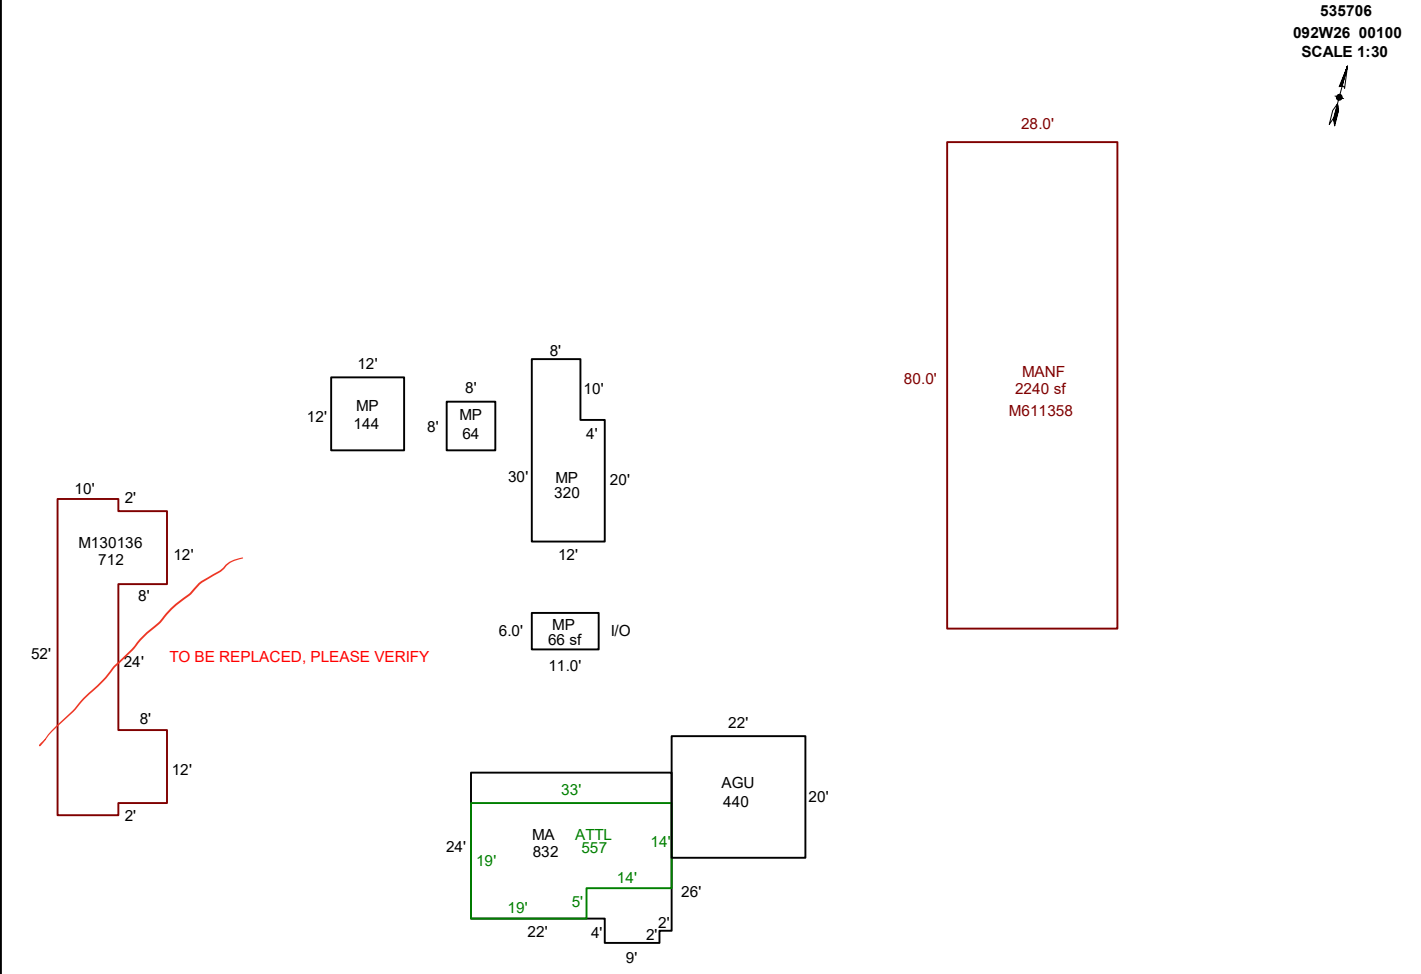 535706
092W26 00100
SCALE 1:30
28.0'
80.0'
MANF
2240 sf
M611358
12'
12'
MP
144
8'
8'
MP
64
8'
10'
4'
30'
MP
320
20'
12'
10'
2'
M130136
712
12'
8'
52'
24'
TO BE REPLACED, PLEASE VERIFY
8'
12'
2'
6.0'
MP
66 sf
I/O
11.0'
22'
AGU
440
20'
33'
24'
MA
832
ATTL
557
14'
19'
14'
26'
5'
19'
22'
4'
2'
2'
9'